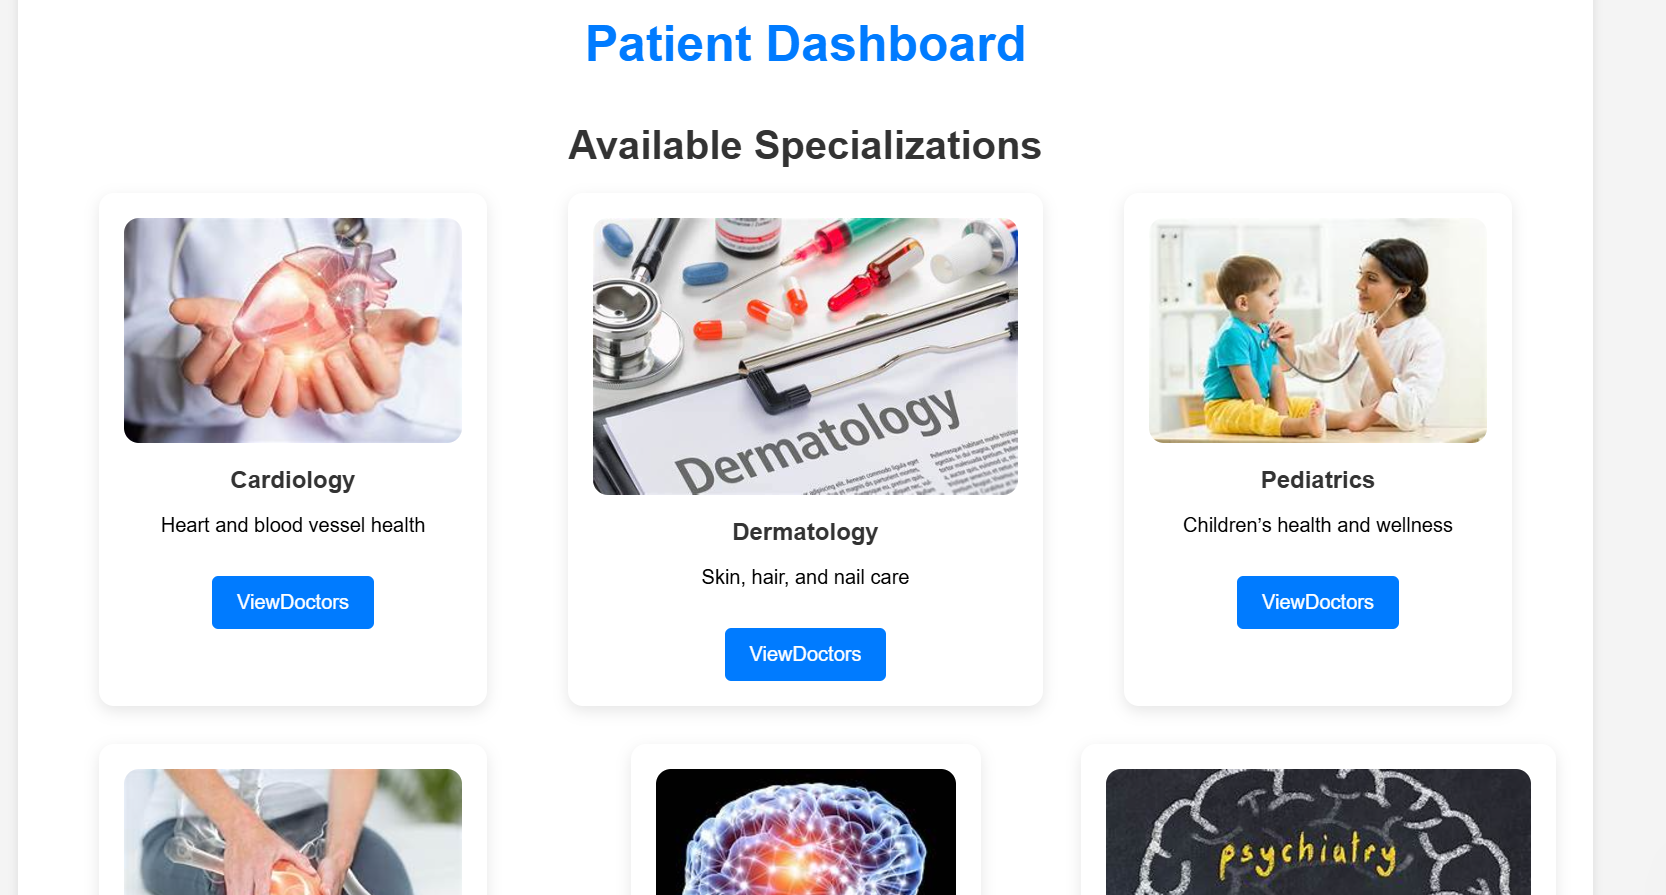 Patient Dashboard
Available Specializations
Dermatology
Cardiology
Heart and blood vessel health
ViewDoctors
Dermatology
Skin, hair, and nail care
ViewDoctors
Pediatrics
Children’s health and wellness
ViewDoctors
psychiatry